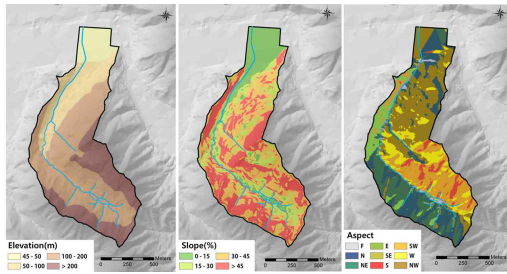 Elevation(m)
45 - 50
100 - 200
50 - 100
> 200
0
250
500
Meters
Slope(%)
0 - 15
30 - 45
15 - 30
> 45
0
250
500
Meters
Aspect
F
E
SW
N
SE
W
NE
S
NW
0
250
500
Meters